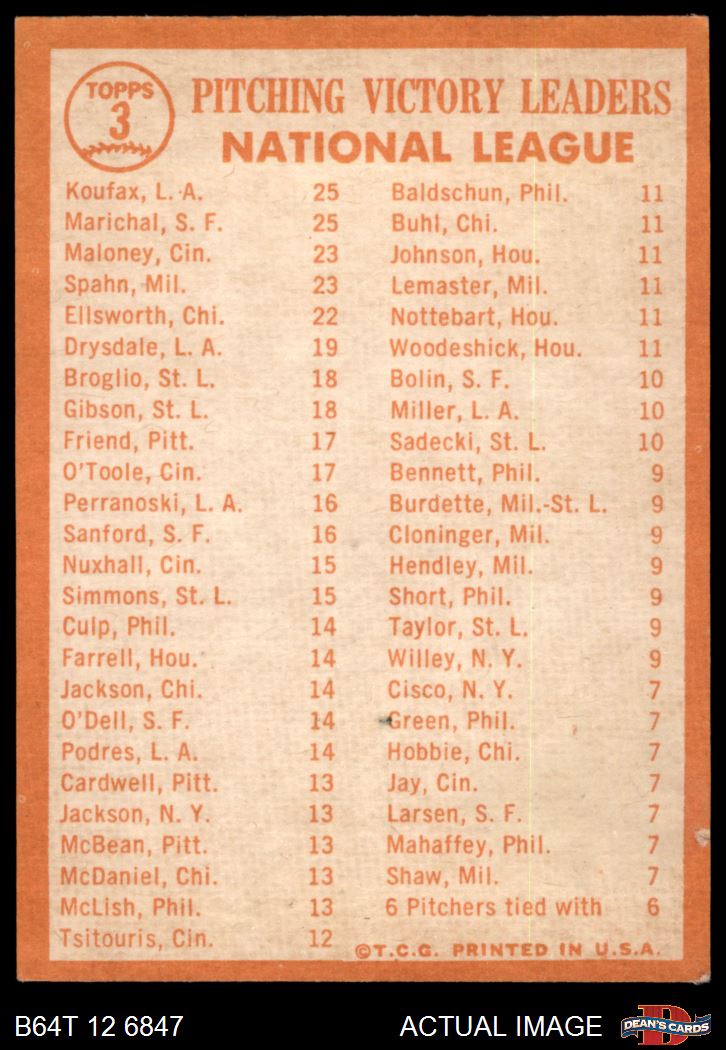 TOPPS
3
PITCHING VICTORY LEADERS
NATIONAL LEAGUE
Koufax, L. A. 25
Marichal, S. F. 25
Maloney, Cin. 23
Spahn, Mil. 23
Ellsworth, Chi. 22
Drysdale, L. A. 19
Broglio, St. L. 18
Gibson, St. L. 18
Friend, Pitt. 17
O'Toole, Cin. 17
Perranoski, L. A. 16
Sanford, S. F. 16
Nuxhall, Cin. 15
Simmons, St. L. 15
Culp, Phil. 14
Farrell, Hou. 14
Jackson, Chi. 14
O'Dell, S. F. 14
Podres, L. A. 14
Cardwell, Pitt. 13
Jackson, N. Y. 13
McBean, Pitt. 13
McDaniel, Chi. 13
McLish, Phil. 13
Tsitouris, Cin. 12
Baldschun, Phil. 11
Buhl, Chi. 11
Johnson, Hou. 11
Lemaster, Mil. 11
Nottebart, Hou. 11
Woodeshick, Hou. 11
Bolin, S. F. 10
Miller, L. A. 10
Sadecki, St. L. 10
Bennett, Phil. 9
Burdette, Mil.-St. L. 9
Cloninger, Mil. 9
Hendley, Mil. 9
Short, Phil. 9
Taylor, St. L. 9
Willey, N. Y. 9
Cisco, N. Y. 7
Green, Phil. 7
Hobbie, Chi. 7
Jay, Cin. 7
Larsen, S. F. 7
Mahaffey, Phil. 7
Shaw, Mil. 7
6 Pitchers tied with 6
©T.C.G. PRINTED IN U.S.A.
B64T 12 6847
ACTUAL IMAGE
D
DEAN'S CARDS